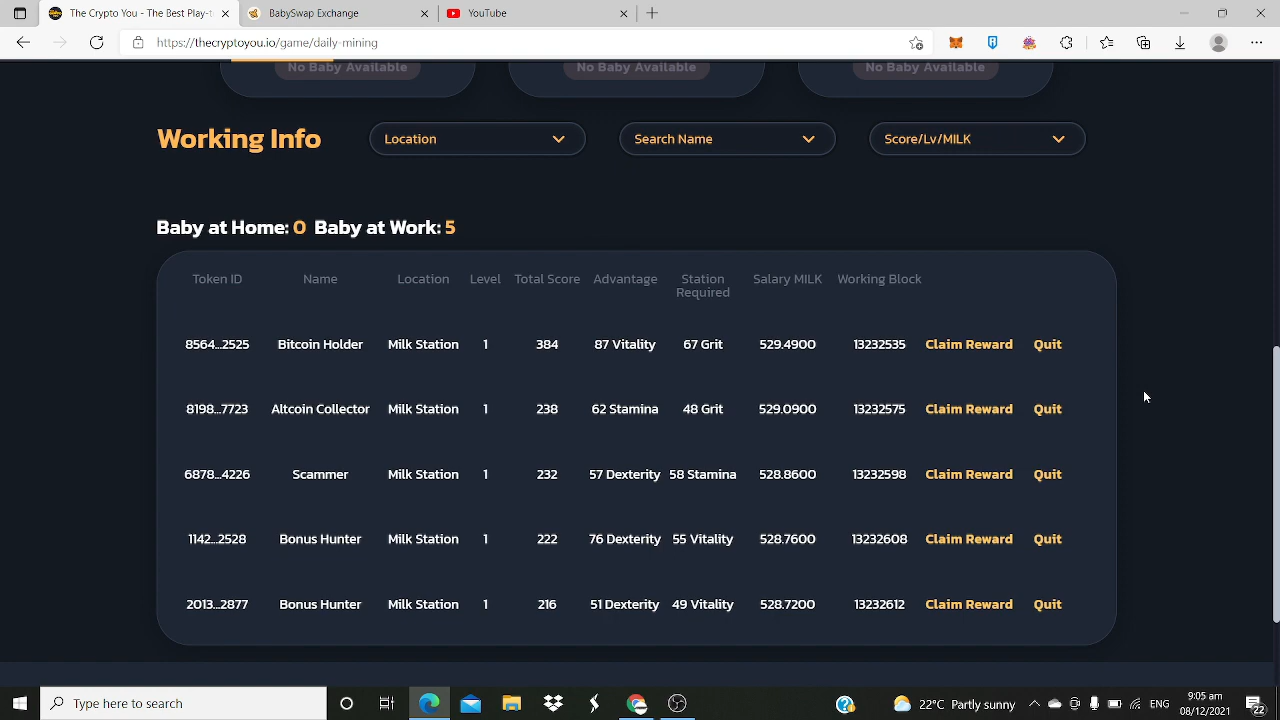 The Crypto You - The Best Play-t
BabySwap Exchange
YouTube
https://thecryptoyou.io/game/daily-mining
No Baby Available No Baby Available No Baby Available
Working Info
Location
Search Name
Score/Lv/MILK
Baby at Home: 0 Baby at Work: 5
Token ID Name Location Level Total Score Advantage Station Required Salary MILK Working Block
8564...2525 Bitcoin Holder Milk Station 1 384 87 Vitality 67 Grit 529.4900 13232535 Claim Reward Quit
8198...7723 Altcoin Collector Milk Station 1 238 62 Stamina 48 Grit 529.0900 13232575 Claim Reward Quit
6878...4226 Scammer Milk Station 1 232 57 Dexterity 58 Stamina 528.8600 13232598 Claim Reward Quit
1142...2528 Bonus Hunter Milk Station 1 222 76 Dexterity 55 Vitality 528.7600 13232608 Claim Reward Quit
2013...2877 Bonus Hunter Milk Station 1 216 51 Dexterity 49 Vitality 528.7200 13232612 Claim Reward Quit
Type here to search
22°C Partly sunny
ENG
9:05 am
08/12/2021
22